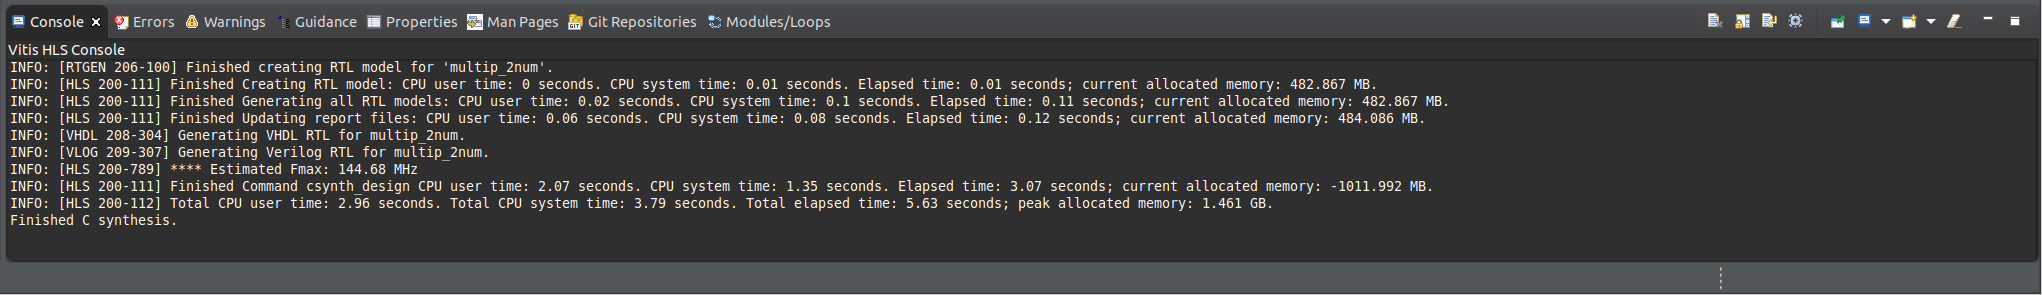 Console Errors Warnings Guidance Properties Man Pages Git Repositories Modules/Loops
Vitis HLS Console
INFO: [RTGEN 206-100] Finished creating RTL model for 'multip_2num'.
INFO: [HLS 200-111] Finished Creating RTL model: CPU user time: 0 seconds. CPU system time: 0.01 seconds. Elapsed time: 0.01 seconds; current allocated memory: 482.867 MB.
INFO: [HLS 200-111] Finished Generating all RTL models: CPU user time: 0.02 seconds. CPU system time: 0.1 seconds. Elapsed time: 0.11 seconds; current allocated memory: 482.867 MB.
INFO: [HLS 200-111] Finished Updating report files: CPU user time: 0.06 seconds. CPU system time: 0.08 seconds. Elapsed time: 0.12 seconds; current allocated memory: 484.086 MB.
INFO: [VHDL 208-304] Generating VHDL RTL for multip_2num.
INFO: [VLOG 209-307] Generating Verilog RTL for multip_2num.
INFO: [HLS 200-789] **** Estimated Fmax: 144.68 MHz
INFO: [HLS 200-111] Finished Command csynth_design CPU user time: 2.07 seconds. CPU system time: 1.35 seconds. Elapsed time: 3.07 seconds; current allocated memory: -1011.992 MB.
INFO: [HLS 200-112] Total CPU user time: 2.96 seconds. Total CPU system time: 3.79 seconds. Total elapsed time: 5.63 seconds; peak allocated memory: 1.461 GB.
Finished C synthesis.